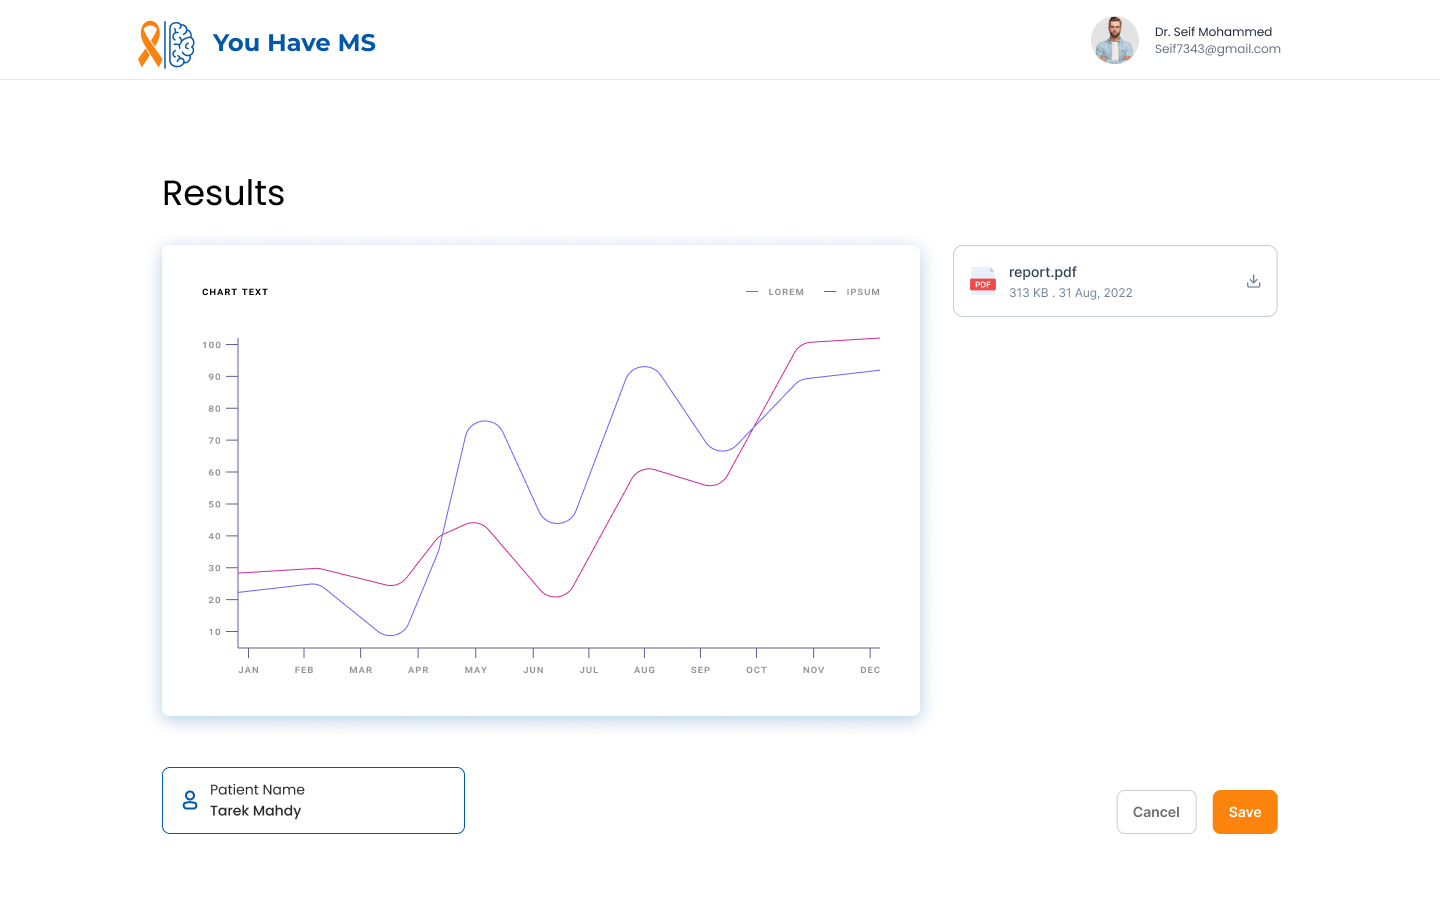 You Have MS
Dr. Seif Mohammed
Seif7343@gmail.com
Results
CHART TEXT
LOREM
IPSUM
100
90
80
70
60
50
40
30
20
10
JAN FEB MAR APR MAY JUN JUL AUG SEP OCT NOV DEC
PDF
report.pdf
313 KB . 31 Aug, 2022
Patient Name
Tarek Mahdy
Cancel
Save